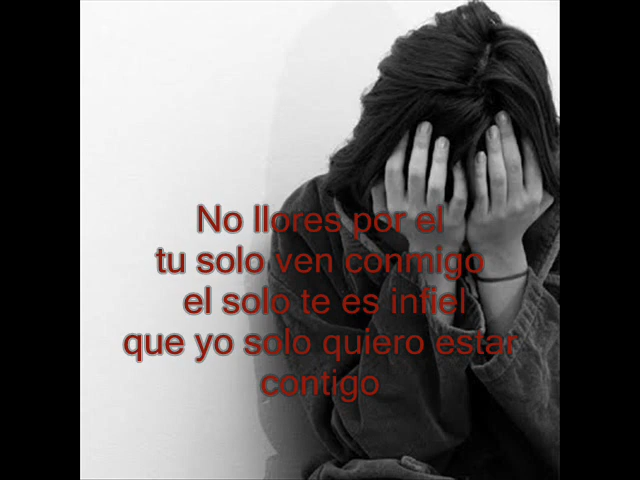 No llores por el
tu solo ven conmigo
el solo te es infiel
que yo solo quiero estar
contigo